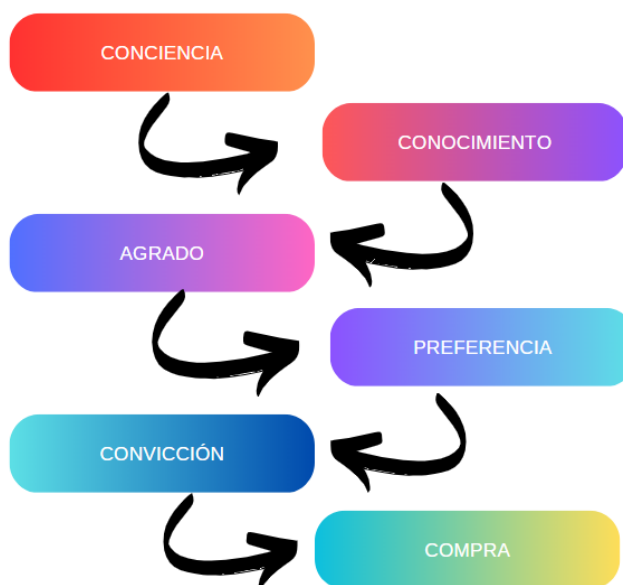 CONCIENCIA
CONOCIMIENTO
AGRADO
PREFERENCIA
CONVICCIÓN
COMPRA